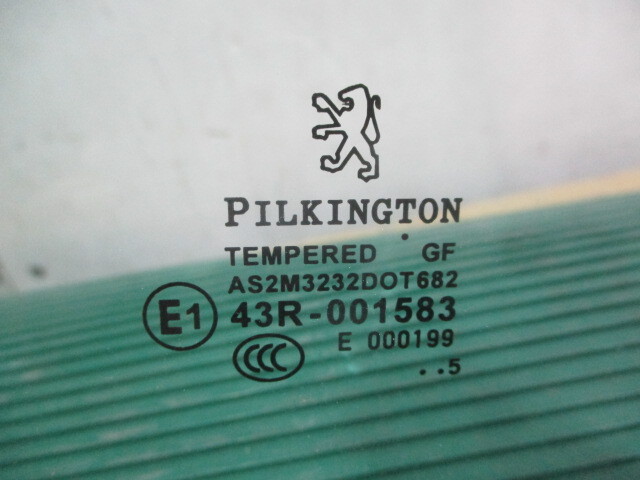 PILKINGTON
TEMPERED GF
AS2M3232DOT682
E1 43R-001583
CCC E 000199
..5